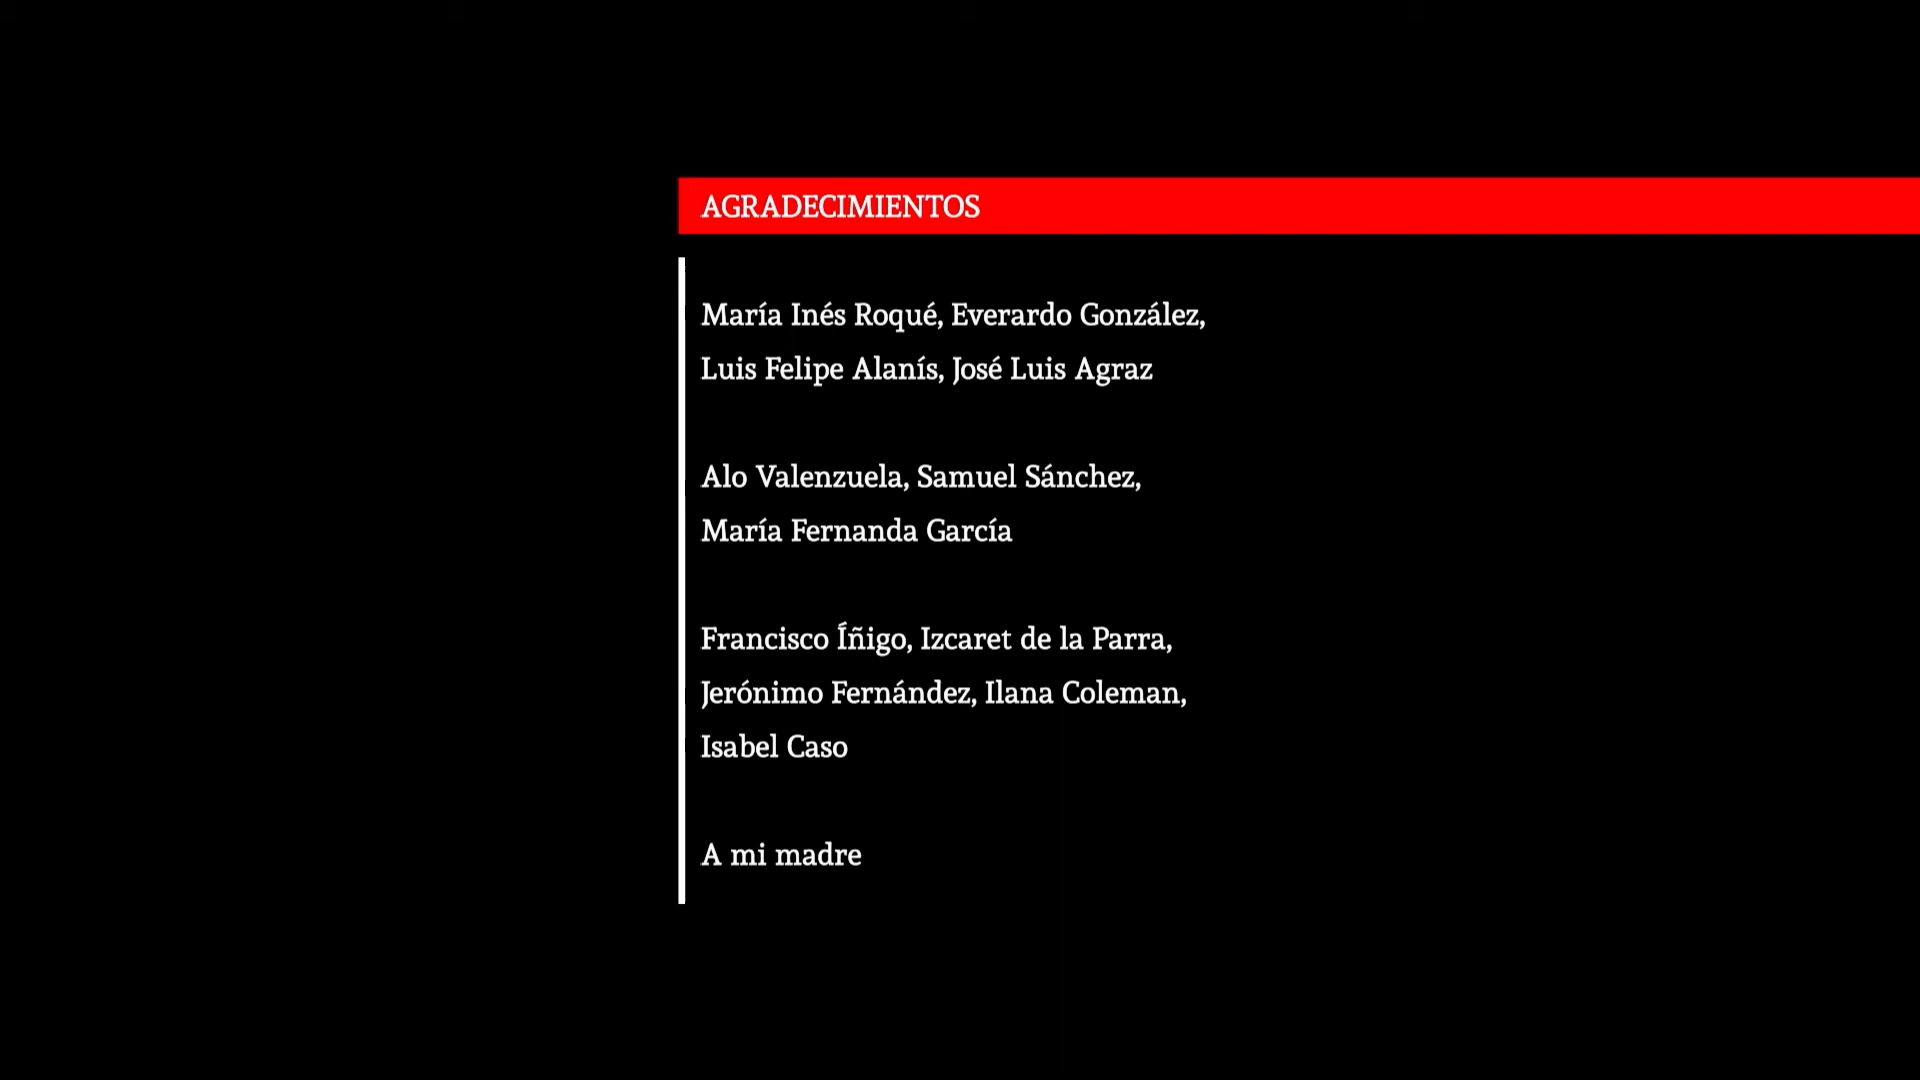 AGRADECIMIENTOS
María Inés Roqué, Everardo González,
Luis Felipe Alanís, José Luis Agraz
Alo Valenzuela, Samuel Sánchez,
María Fernanda García
Francisco Íñigo, Izcaret de la Parra,
Jerónimo Fernández, Ilana Coleman,
Isabel Caso
A mi madre